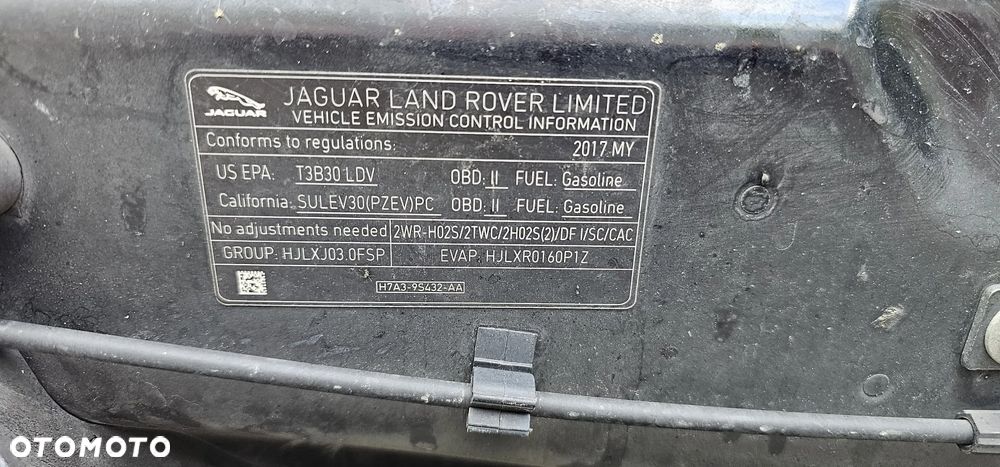 JAGUAR
JAGUAR LAND ROVER LIMITED
VEHICLE EMISSION CONTROL INFORMATION
Conforms to regulations: 2017 MY
US EPA: T3B30 LDV OBD: II FUEL: Gasoline
California: SULEV30(PZEV)PC OBD: II FUEL: Gasoline
No adjustments needed 2WR-HO2S/2TWC/2HO2S(2)/DF I/SC/CAC
GROUP: HJLXJ03.0FSP EVAP: HJLXR0160P1Z
H7A3-9S432-AA
OTOMOTO